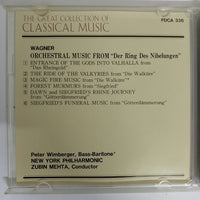 THE GREAT COLLECTION OF
CLASSICAL MUSIC
FDCA 336
WAGNER
ORCHESTRAL MUSIC FROM "Der Ring Des Nibelungen"
① ENTRANCE OF THE GODS INTO VALHALLA from
"Das Rheingold"
② THE RIDE OF THE VALKYRIES from "Die Walküre"
③ MAGIC FIRE MUSIC from "Die Walküre"
④ FOREST MURMURS from "Siegfried"
⑤ DAWN and SIEGFRIED'S RHINE JOURNEY
from "Götterdämmerung"
⑥ SIEGFRIED'S FUNERAL MUSIC from "Götterdämmerung"
Peter Wimberger, Bass-Baritone
NEW YORK PHILHARMONIC
ZUBIN MEHTA, Conductor